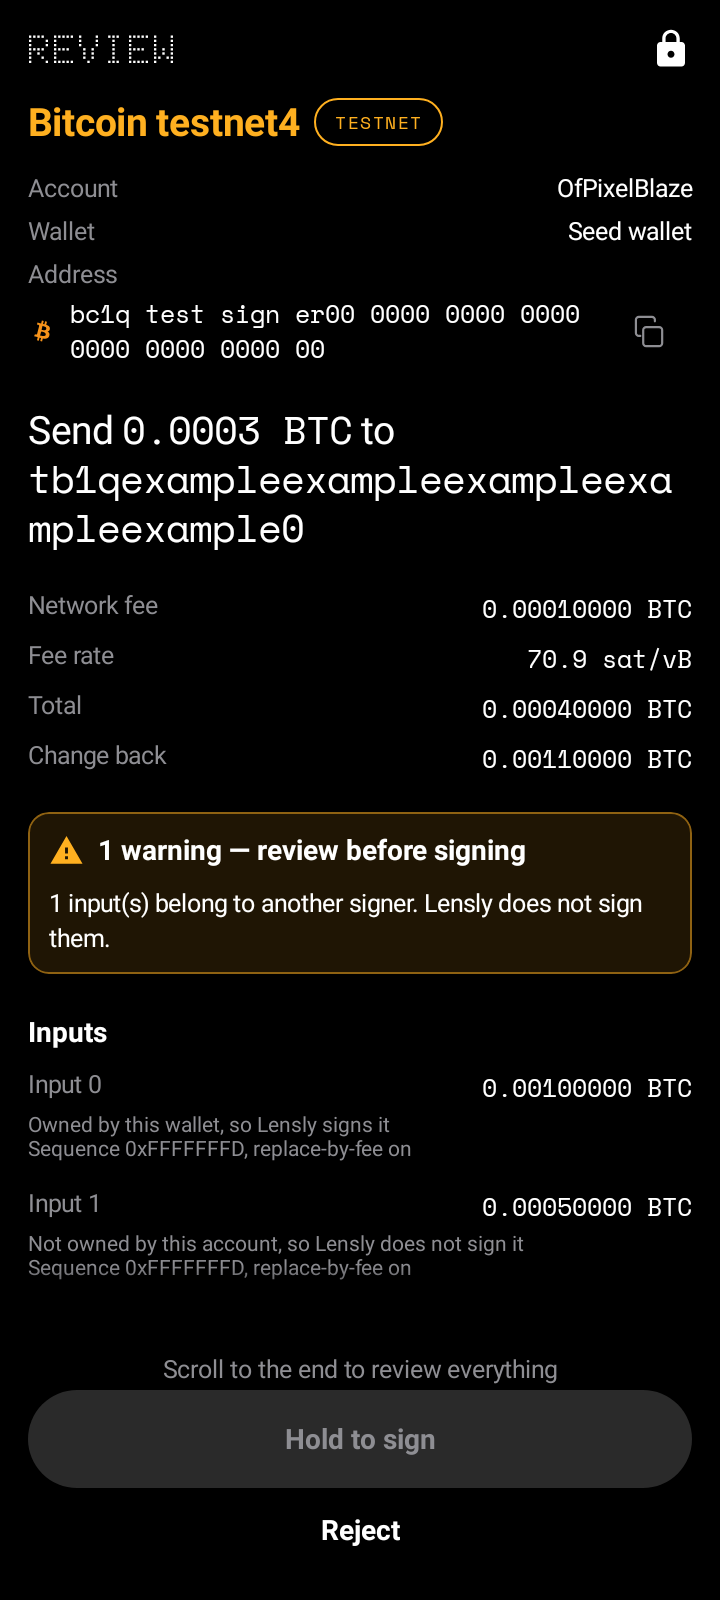 REVIEW
Bitcoin testnet4 TESTNET
Account OfPixelBlaze
Wallet Seed wallet
Address
bc1q test sign er00 0000 0000 0000
0000 0000 0000 00
Send 0.0003 BTC to
tb1qexampleexampleexampleexa
mpleexample0
Network fee 0.00010000 BTC
Fee rate 70.9 sat/vB
Total 0.00040000 BTC
Change back 0.00110000 BTC
1 warning — review before signing
1 input(s) belong to another signer. Lensly does not sign
them.
Inputs
Input 0 0.00100000 BTC
Owned by this wallet, so Lensly signs it
Sequence 0xFFFFFFFD, replace-by-fee on
Input 1 0.00050000 BTC
Not owned by this account, so Lensly does not sign it
Sequence 0xFFFFFFFD, replace-by-fee on
Scroll to the end to review everything
Hold to sign
Reject